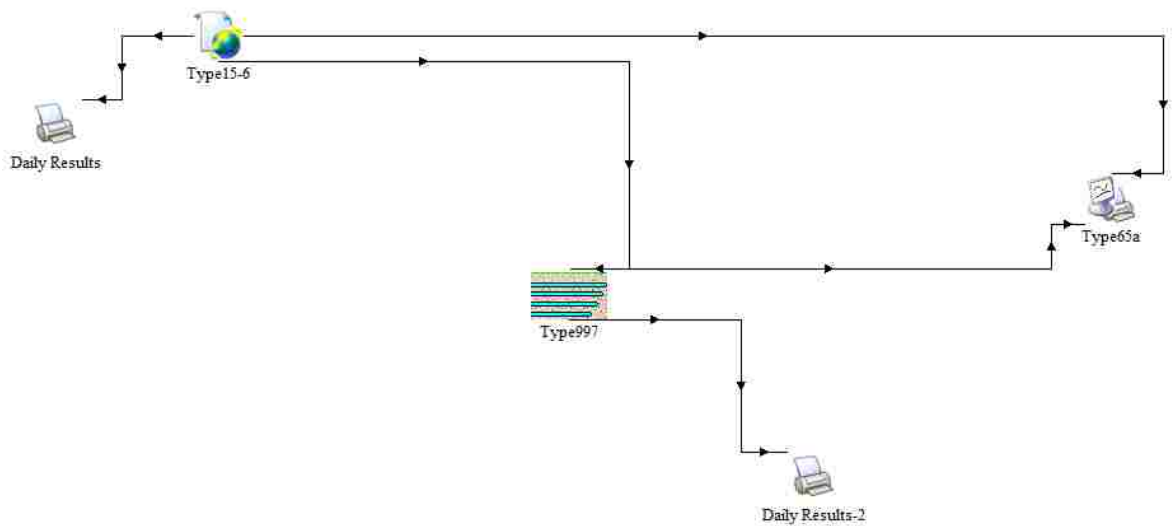 Type15-6
Daily Results
Type65a
Type997
Daily Results-2